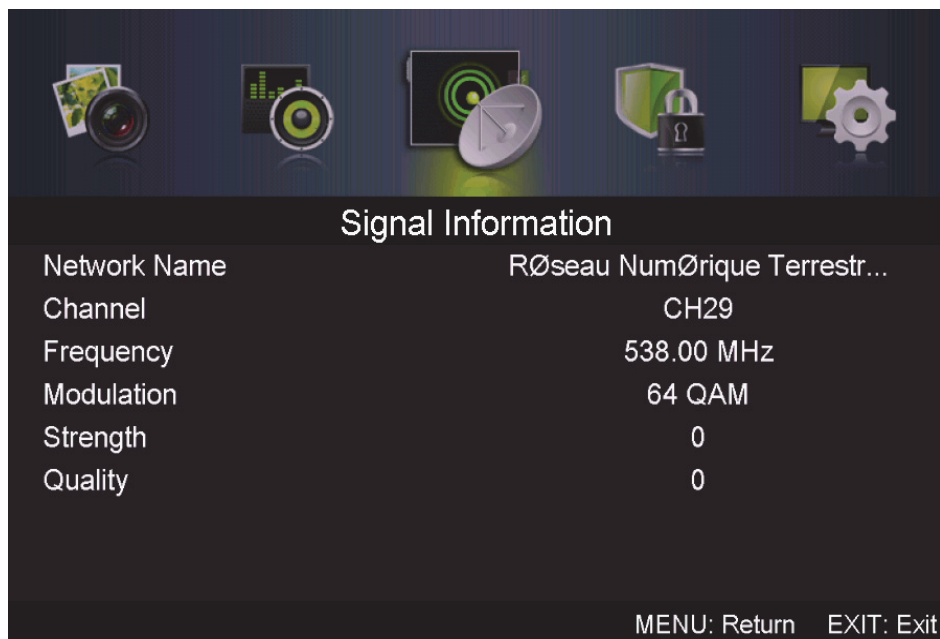 Signal Information
Network Name RØseau NumØrique Terrestr...
Channel CH29
Frequency 538.00 MHz
Modulation 64 QAM
Strength 0
Quality 0
MENU: Return EXIT: Exit